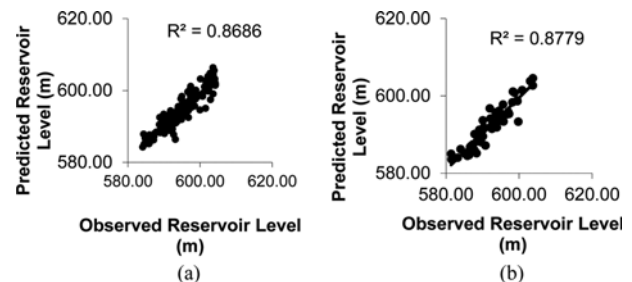 Predicted Reservoir
Level (m)
620.00
600.00
580.00
R² = 0.8686
580.00 600.00 620.00
Observed Reservoir Level
(m)
(a)
Predicted Reservoir
Level (m)
620.00
600.00
580.00
R² = 0.8779
580.00 600.00 620.00
Observed Reservoir Level
(m)
(b)